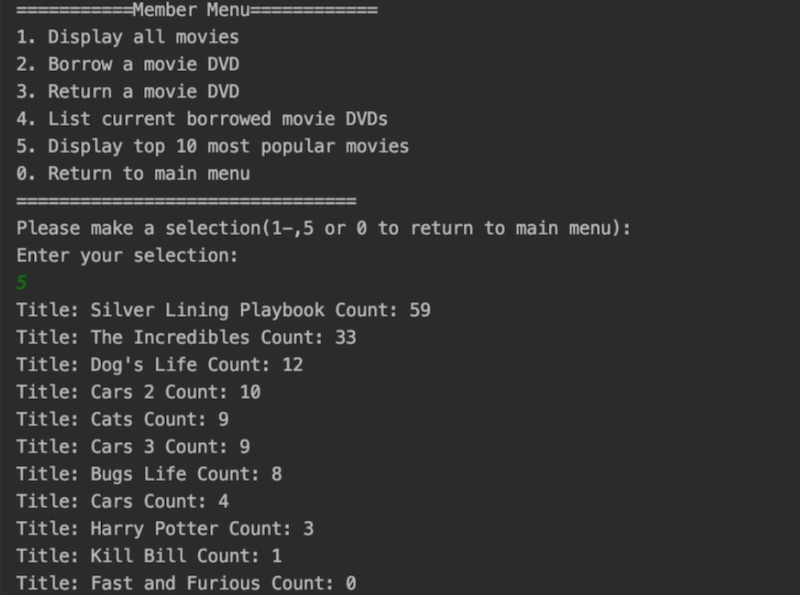 ===========Member Menu============
1. Display all movies
2. Borrow a movie DVD
3. Return a movie DVD
4. List current borrowed movie DVDs
5. Display top 10 most popular movies
0. Return to main menu
================================
Please make a selection(1-,5 or 0 to return to main menu):
Enter your selection:
5
Title: Silver Lining Playbook Count: 59
Title: The Incredibles Count: 33
Title: Dog's Life Count: 12
Title: Cars 2 Count: 10
Title: Cats Count: 9
Title: Cars 3 Count: 9
Title: Bugs Life Count: 8
Title: Cars Count: 4
Title: Harry Potter Count: 3
Title: Kill Bill Count: 1
Title: Fast and Furious Count: 0